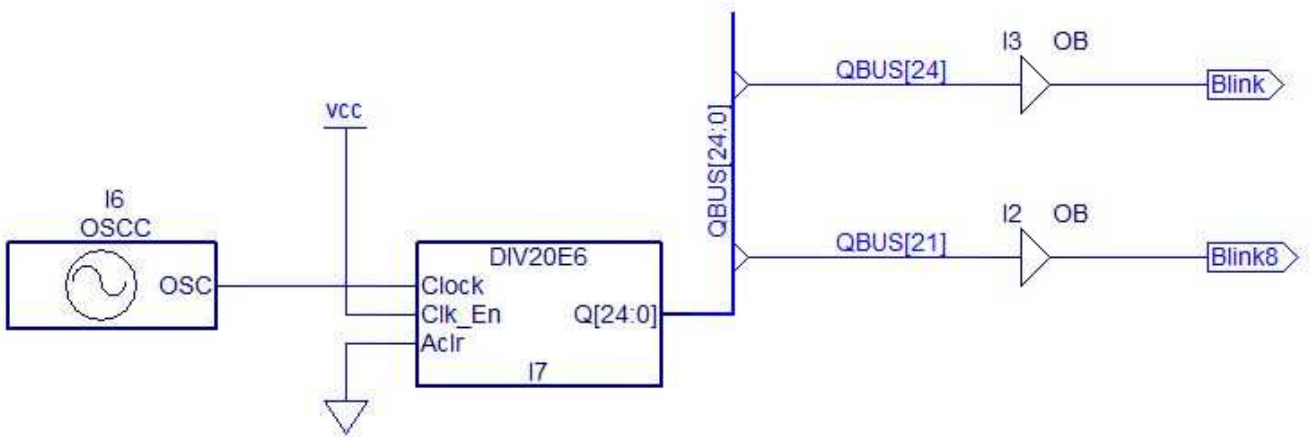 I3 OB
QBUS[24]
Blink
vcc
QBUS[24:0]
I6
OSCC
OSC
DIV20E6
Clock
Clk_En
Aclr
Q[24:0]
I7
I2 OB
QBUS[21]
Blink8